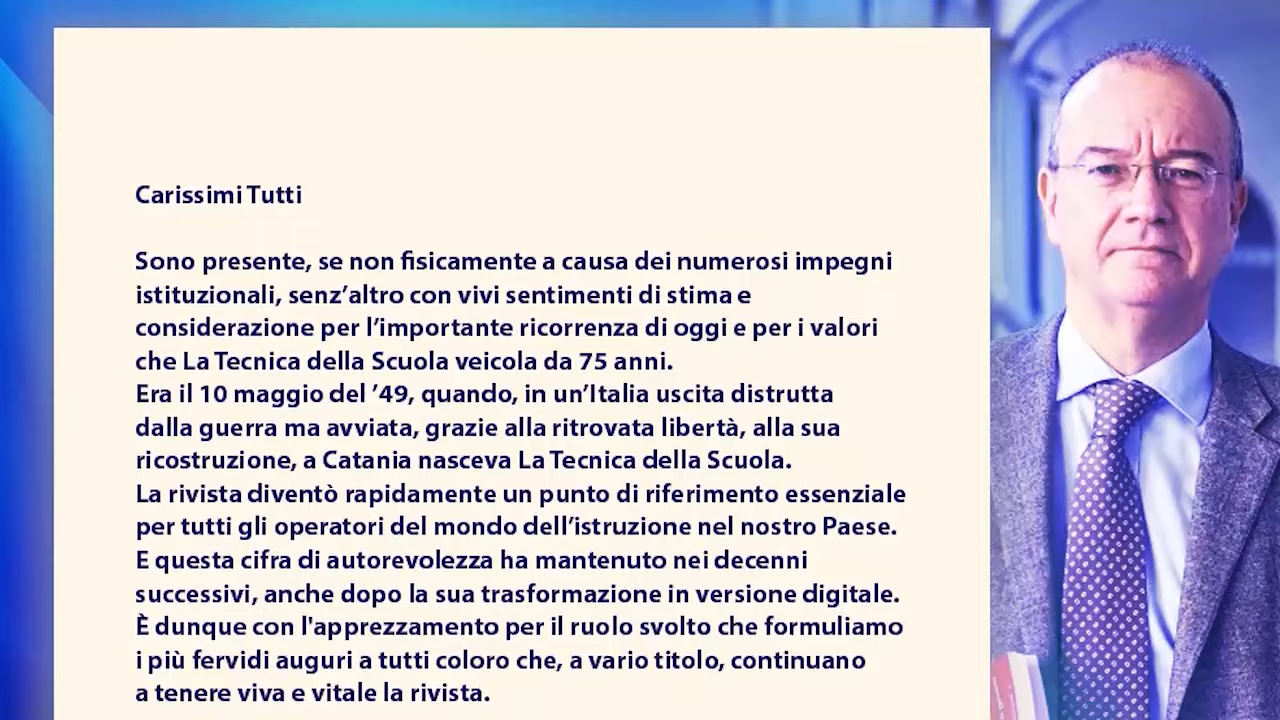 Carissimi Tutti
Sono presente, se non fisicamente a causa dei numerosi impegni
istituzionali, senz’altro con vivi sentimenti di stima e
considerazione per l’importante ricorrenza di oggi e per i valori
che La Tecnica della Scuola veicola da 75 anni.
Era il 10 maggio del ’49, quando, in un’Italia uscita distrutta
dalla guerra ma avviata, grazie alla ritrovata libertà, alla sua
ricostruzione, a Catania nasceva La Tecnica della Scuola.
La rivista diventò rapidamente un punto di riferimento essenziale
per tutti gli operatori del mondo dell’istruzione nel nostro Paese.
E questa cifra di autorevolezza ha mantenuto nei decenni
successivi, anche dopo la sua trasformazione in versione digitale.
È dunque con l'apprezzamento per il ruolo svolto che formuliamo
i più fervidi auguri a tutti coloro che, a vario titolo, continuano
a tenere viva e vitale la rivista.